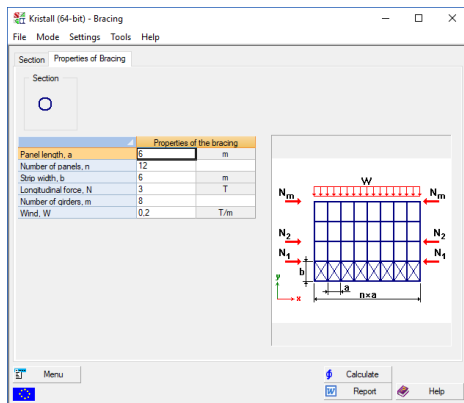 Kristall (64-bit) - Bracing
File Mode Settings Tools Help
Section Properties of Bracing
Section
Properties of the bracing
Panel length, a 6 m
Number of panels, n 12
Strip width, b 6 m
Longitudinal force, N 3 T
Number of girders, m 8
Wind, W 0,2 T/m
W
Nm Nm
N2 N2
N1 N1
b
a
y
x
n×a
Menu Calculate
W Report Help